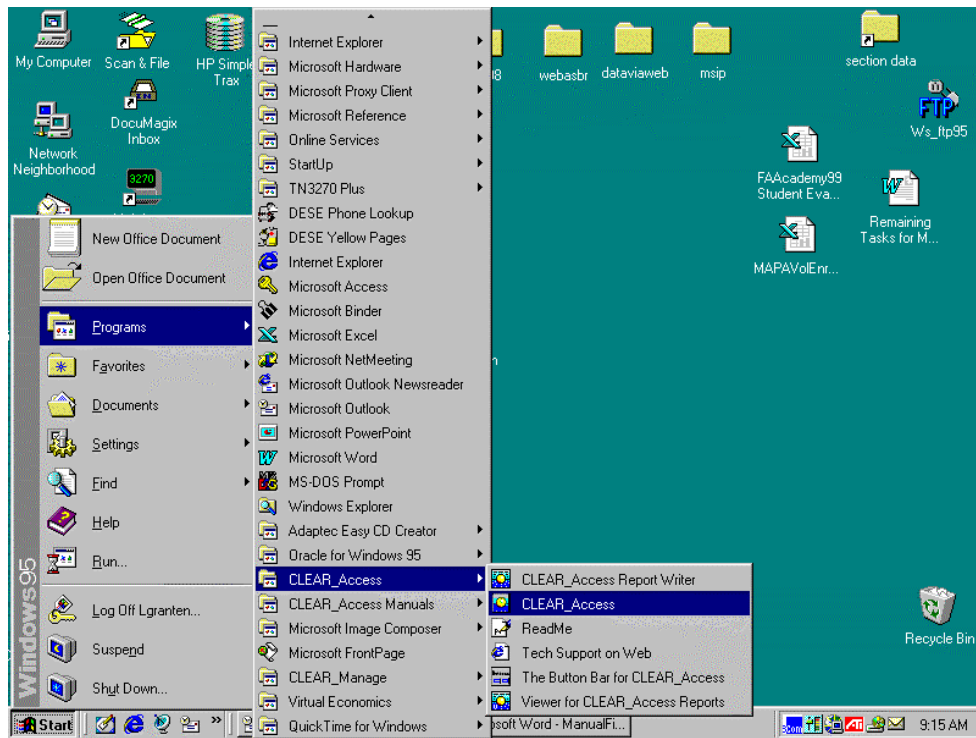 My Computer
Scan & File
HP Simple
Trax
DocuMagix
Inbox
Network
Neighborhood
3270
webasbr
dataviaweb
msip
section data
FTP
Ws_ftp95
FAAcademy99
Student Eva...
Remaining
Tasks for M...
MAPAVolEnr...
Recycle Bin
Windows95
New Office Document
Open Office Document
Programs
Favorites
Documents
Settings
Find
Help
Run...
Log Off Lgranten...
Suspend
Shut Down...
Internet Explorer
Microsoft Hardware
Microsoft Proxy Client
Microsoft Reference
Online Services
StartUp
TN3270 Plus
DESE Phone Lookup
DESE Yellow Pages
Internet Explorer
Microsoft Access
Microsoft Binder
Microsoft Excel
Microsoft NetMeeting
Microsoft Outlook Newsreader
Microsoft Outlook
Microsoft PowerPoint
Microsoft Word
MS-DOS Prompt
Windows Explorer
Adaptec Easy CD Creator
Oracle for Windows 95
CLEAR_Access
CLEAR_Access Manuals
Microsoft Image Composer
Microsoft FrontPage
CLEAR_Manage
Virtual Economics
QuickTime for Windows
CLEAR_Access Report Writer
CLEAR_Access
ReadMe
Tech Support on Web
The Button Bar for CLEAR_Access
Viewer for CLEAR_Access Reports
Start
»
osoft Word - ManualFi...
3Com
ATI
9:15 AM